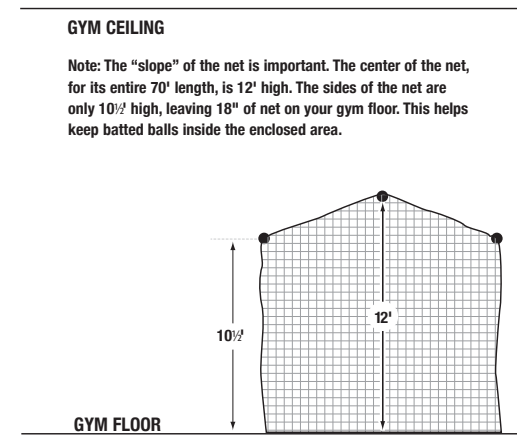 GYM CEILING
Note: The “slope” of the net is important. The center of the net,
for its entire 70' length, is 12' high. The sides of the net are
only 10½' high, leaving 18" of net on your gym floor. This helps
keep batted balls inside the enclosed area.
12'
10½'
GYM FLOOR